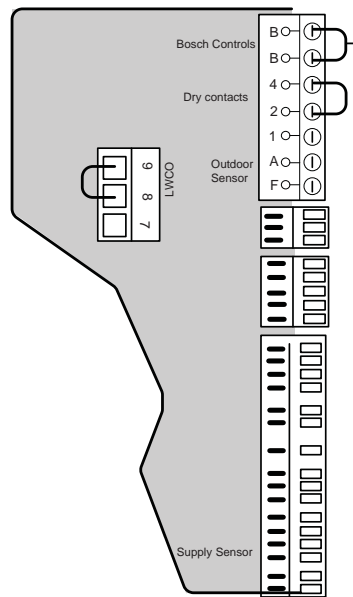 Bosch Controls
B
B
Dry contacts
4
2
1
Outdoor
Sensor
A
F
LWCO
9
8
7
Supply Sensor